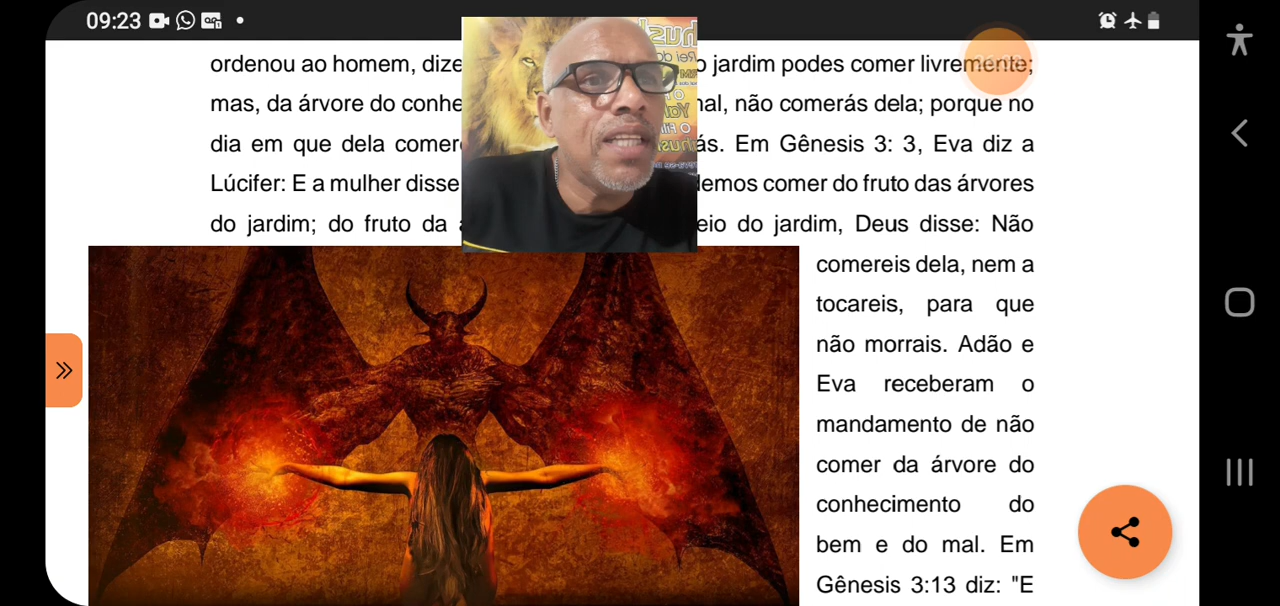 09:23
ordenou ao homem, dize o jardim podes comer livremente;
mas, da árvore do conhe nal, não comerás dela; porque no
dia em que dela comer ás. Em Gênesis 3: 3, Eva diz a
Lúcifer: E a mulher disse demos comer do fruto das árvores
do jardim; do fruto da eio do jardim, Deus disse: Não
comereis dela, nem a
tocareis, para que
não morrais. Adão e
Eva receberam o
mandamento de não
comer da árvore do
conhecimento do
bem e do mal. Em
Gênesis 3:13 diz: "E